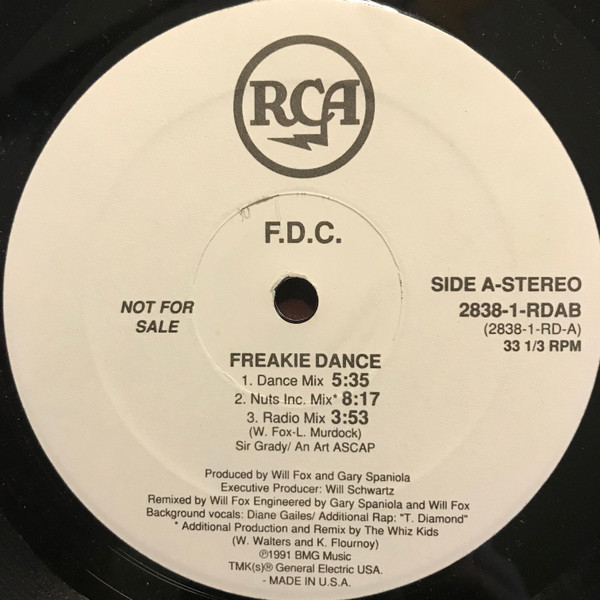 RCA
F.D.C.
NOT FOR
SALE
SIDE A-STEREO
2838-1-RDAB
(2838-1-RD-A)
33 1/3 RPM
FREAKIE DANCE
1. Dance Mix 5:35
2. Nuts Inc. Mix* 8:17
3. Radio Mix 3:53
(W. Fox-L. Murdock)
Sir Grady/ An Art ASCAP
Produced by Will Fox and Gary Spaniola
Executive Producer: Will Schwartz
Remixed by Will Fox Engineered by Gary Spaniola and Will Fox
Background vocals: Diane Gailes/ Additional Rap: "T. Diamond"
* Additional Production and Remix by The Whiz Kids
(W. Walters and K. Flournoy)
℗1991 BMG Music
TMK(s)® General Electric USA.
- MADE IN U.S.A.